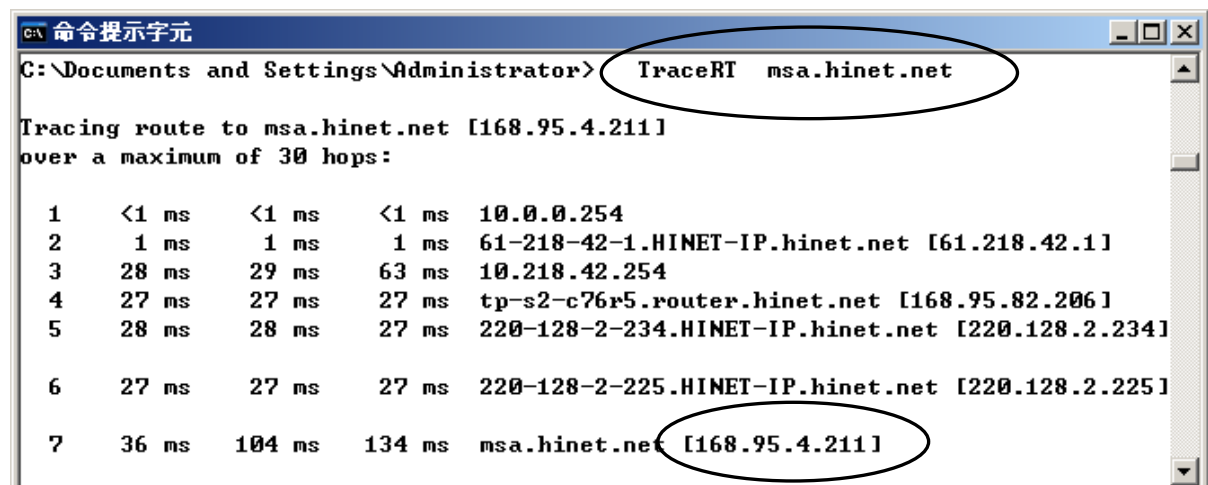 命令提示字元
C:\Documents and Settings\Administrator>   TraceRT  msa.hinet.net
Tracing route to msa.hinet.net [168.95.4.211]
over a maximum of 30 hops:
1    <1 ms    <1 ms    <1 ms  10.0.0.254
2     1 ms     1 ms     1 ms  61-218-42-1.HINET-IP.hinet.net [61.218.42.1]
3    28 ms    29 ms    63 ms  10.218.42.254
4    27 ms    27 ms    27 ms  tp-s2-c76r5.router.hinet.net [168.95.82.206]
5    28 ms    28 ms    27 ms  220-128-2-234.HINET-IP.hinet.net [220.128.2.234]
6    27 ms    27 ms    27 ms  220-128-2-225.HINET-IP.hinet.net [220.128.2.225]
7    36 ms   104 ms   134 ms  msa.hinet.net [168.95.4.211]